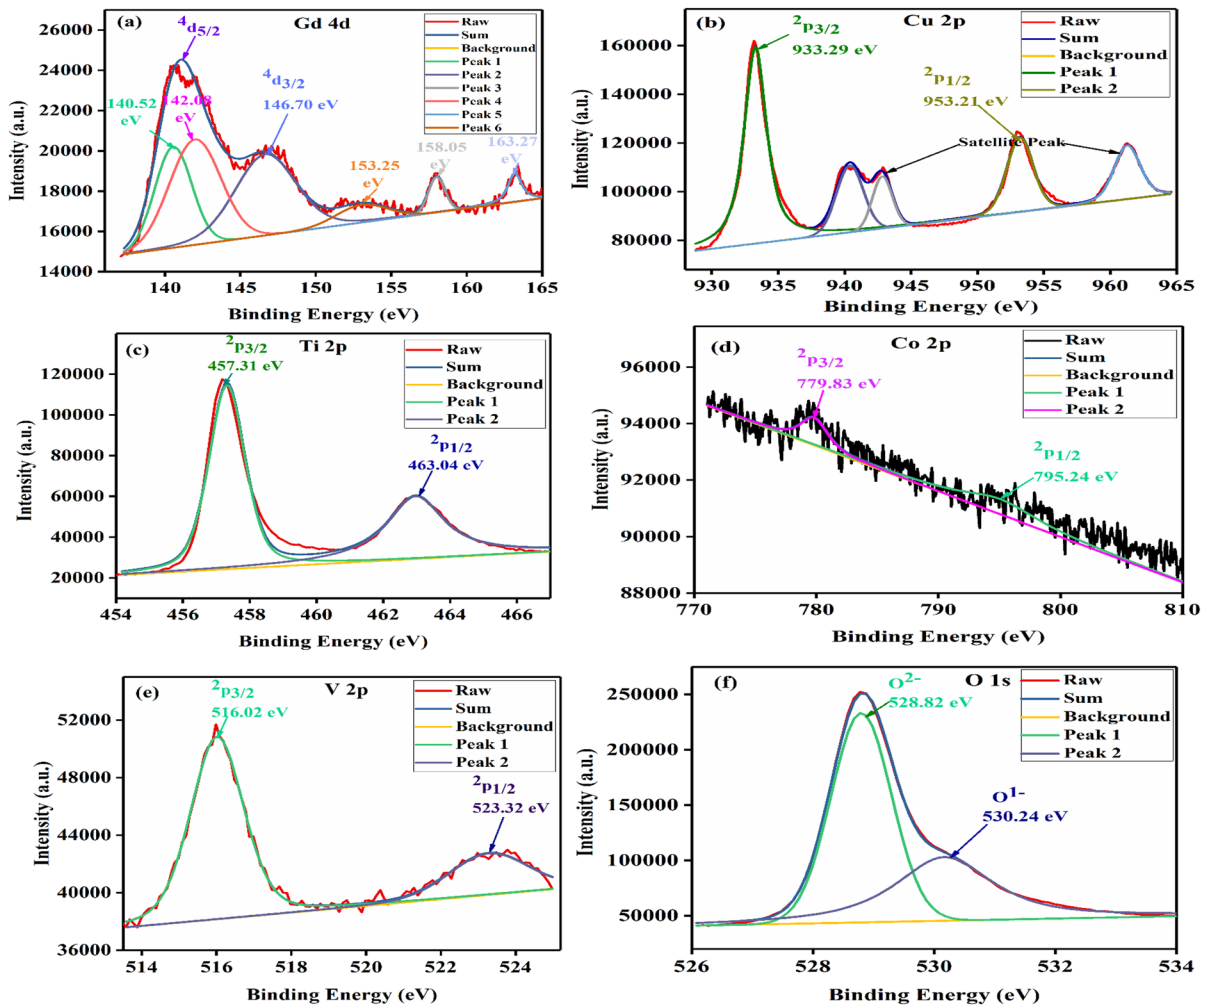 (a)
Gd 4d
4d5/2
140.52
eV
142.08
eV
4d3/2
146.70 eV
153.25
eV
158.05
eV
163.27
eV
Raw
Sum
Background
Peak 1
Peak 2
Peak 3
Peak 4
Peak 5
Peak 6
Intensity (a.u.)
26000
24000
22000
20000
18000
16000
14000
140 145 150 155 160 165
Binding Energy (eV)
(b)
Cu 2p
2p3/2
933.29 eV
2p1/2
953.21 eV
Satellite Peak
Raw
Sum
Background
Peak 1
Peak 2
Intensity (a.u.)
160000
140000
120000
100000
80000
930 935 940 945 950 955 960 965
Binding Energy (eV)
(c)
Ti 2p
2p3/2
457.31 eV
2p1/2
463.04 eV
Raw
Sum
Background
Peak 1
Peak 2
Intensity (a.u.)
120000
100000
80000
60000
40000
20000
454 456 458 460 462 464 466
Binding Energy (eV)
(d)
Co 2p
2p3/2
779.83 eV
2p1/2
795.24 eV
Raw
Sum
Background
Peak 1
Peak 2
Intensity (a.u.)
96000
94000
92000
90000
88000
770 780 790 800 810
Binding Energy (eV)
(e)
V 2p
2p3/2
516.02 eV
2p1/2
523.32 eV
Raw
Sum
Background
Peak 1
Peak 2
Intensity (a.u.)
52000
48000
44000
40000
36000
514 516 518 520 522 524
Binding Energy (eV)
(f)
O 1s
O2-
528.82 eV
O1-
530.24 eV
Raw
Sum
Background
Peak 1
Peak 2
Intensity (a.u.)
250000
200000
150000
100000
50000
526 528 530 532 534
Binding Energy (eV)